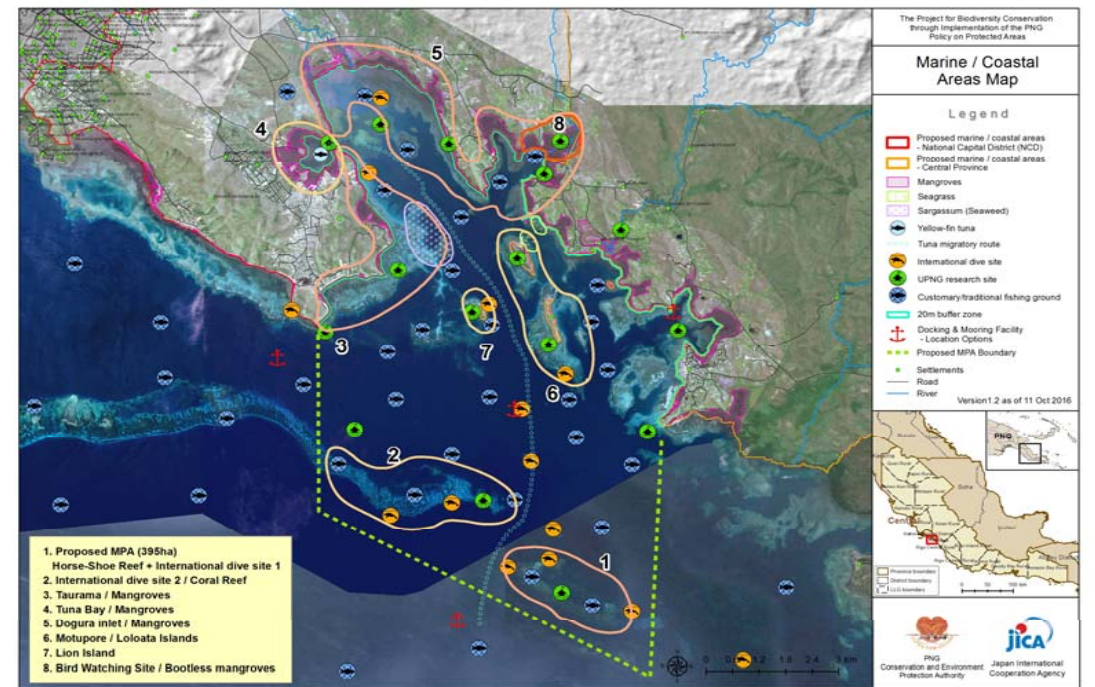 5
4
8
3
7
6
2
1
1. Proposed MPA (395ha)
Horse-Shoe Reef + International dive site 1
2. International dive site 2 / Coral Reef
3. Taurama / Mangroves
4. Tuna Bay / Mangroves
5. Dogura inlet / Mangroves
6. Motupore / Loloata Islands
7. Lion Island
8. Bird Watching Site / Bootless mangroves
The Project for Biodiversity Conservation
through Implementation of the PNG
Policy on Protected Areas
Marine / Coastal
Areas Map
Legend
Proposed marine / coastal areas
- National Capital District (NCD)
Proposed marine / coastal areas
- Central Province
Mangroves
Seagrass
Sargassum (Seaweed)
Yellow-fin tuna
Tuna migratory route
International dive site
UPNG research site
Customary/traditional fishing ground
20m buffer zone
Docking & Mooring Facility
- Location Options
Proposed MPA Boundary
Settlements
Road
River
Version1.2 as of 11 Oct 2016
PNG
Central
Province boundary
District boundary
LLG boundary
PNG
Conservation and Environment
Protection Authority
JICA
Japan International
Cooperation Agency